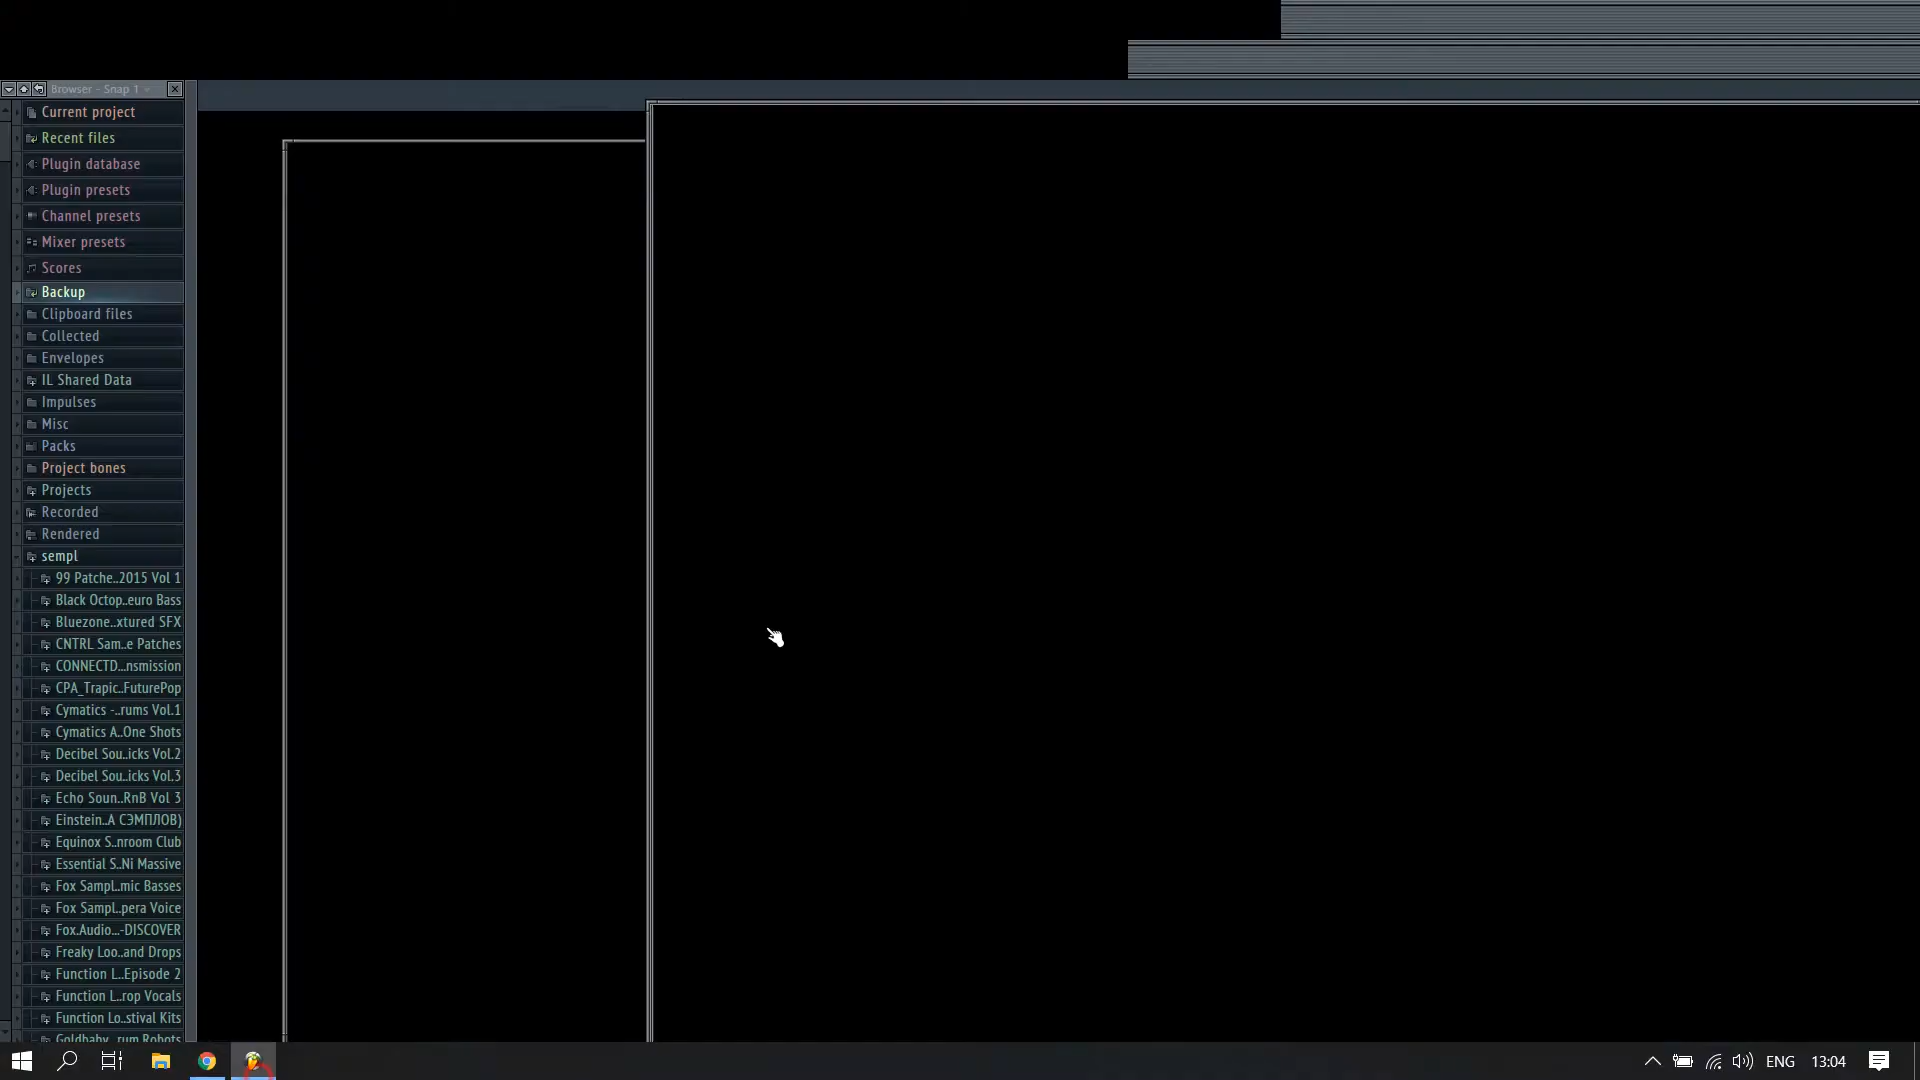 Browser - Snap 1
Current project
Recent files
Plugin database
Plugin presets
Channel presets
Mixer presets
Scores
Backup
Clipboard files
Collected
Envelopes
IL Shared Data
Impulses
Misc
Packs
Project bones
Projects
Recorded
Rendered
sempl
99 Patche..2015 Vol 1
Black Octop..euro Bass
Bluezone..xtured SFX
CNTRL Sam..e Patches
CONNECTD...nsmission
CPA_Trapic..FuturePop
Cymatics -..rums Vol.1
Cymatics A..One Shots
Decibel Sou..icks Vol.2
Decibel Sou..icks Vol.3
Echo Soun..RnB Vol 3
Einstein..А СЭМПЛОВ)
Equinox S..nroom Club
Essential S..Ni Massive
Fox Sampl..mic Basses
Fox Sampl..pera Voice
Fox.Audio...-DISCOVER
Freaky Loo..and Drops
Function L..Episode 2
Function L..rop Vocals
Function Lo..stival Kits
Goldbaby...rum Robots
ENG 13:04